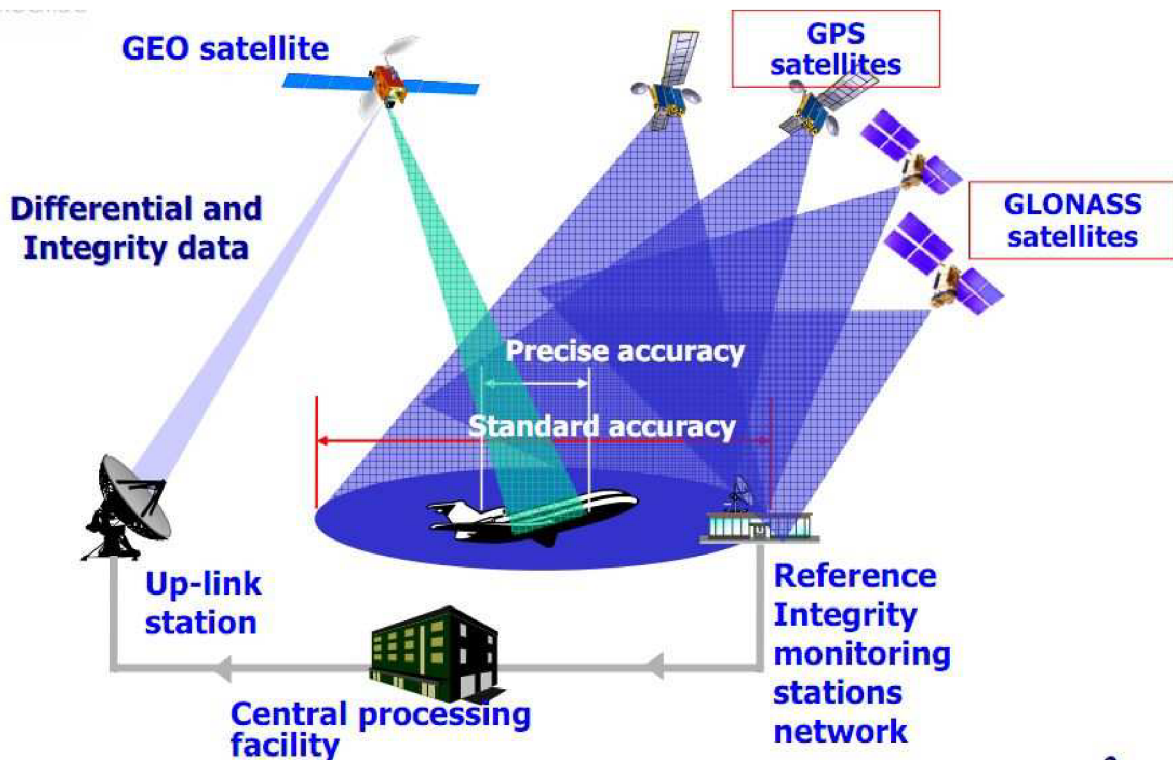 GEO satellite
GPS
satellites
Differential and
Integrity data
GLONASS
satellites
Precise accuracy
Standard accuracy
Up-link
station
Reference
Integrity
monitoring
stations
network
Central processing
facility